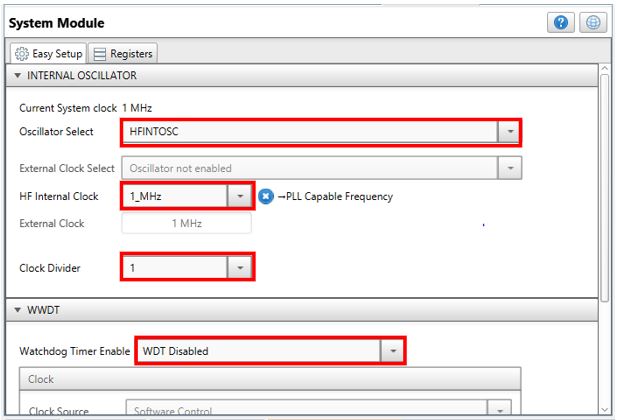 System Module
Easy Setup Registers
INTERNAL OSCILLATOR
Current System clock 1 MHz
Oscillator Select HFINTOSC
External Clock Select Oscillator not enabled
HF Internal Clock 1_MHz →PLL Capable Frequency
External Clock 1 MHz
Clock Divider 1
WWDT
Watchdog Timer Enable WDT Disabled
Clock
Clock Source Software Control